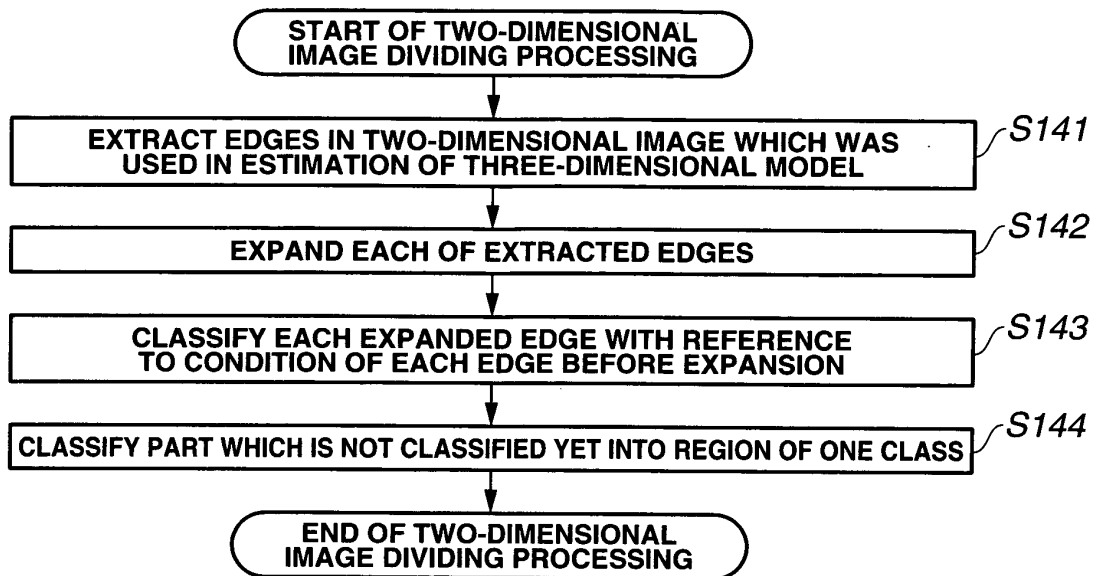 START OF TWO-DIMENSIONAL
IMAGE DIVIDING PROCESSING
EXTRACT EDGES IN TWO-DIMENSIONAL IMAGE WHICH WAS
USED IN ESTIMATION OF THREE-DIMENSIONAL MODEL
S141
EXPAND EACH OF EXTRACTED EDGES
S142
CLASSIFY EACH EXPANDED EDGE WITH REFERENCE
TO CONDITION OF EACH EDGE BEFORE EXPANSION
S143
CLASSIFY PART WHICH IS NOT CLASSIFIED YET INTO REGION OF ONE CLASS
S144
END OF TWO-DIMENSIONAL
IMAGE DIVIDING PROCESSING